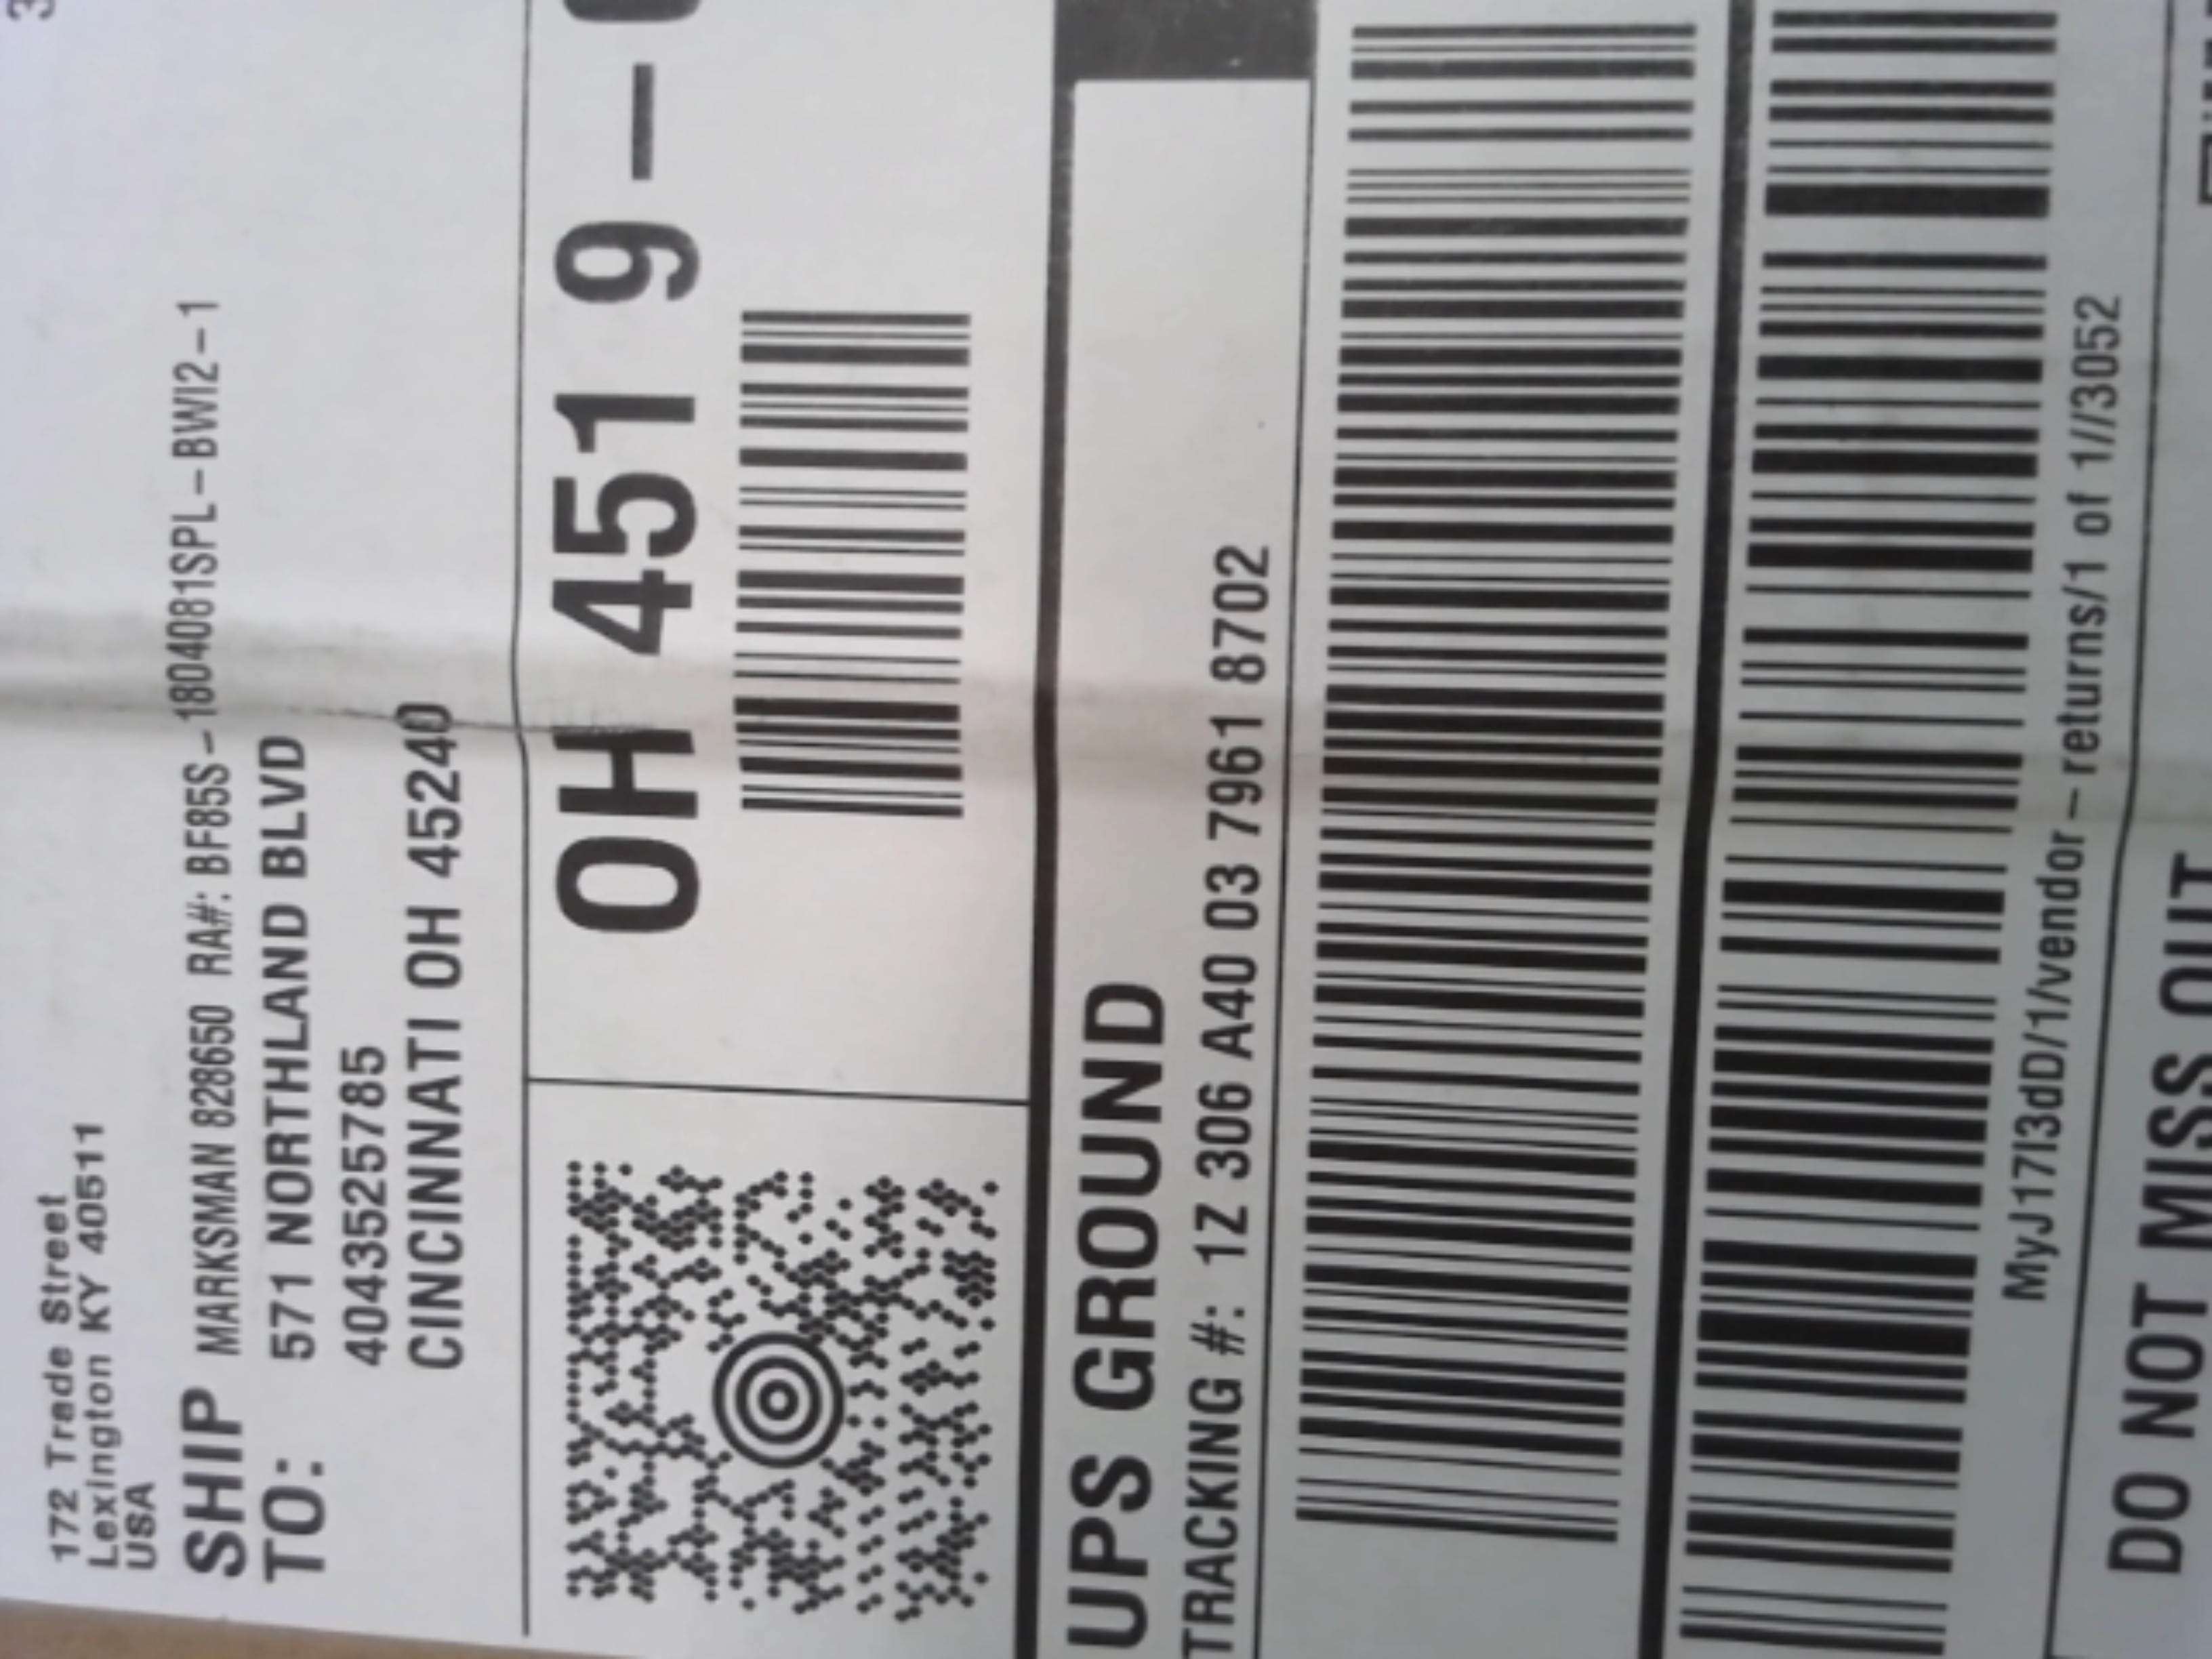 172 Trade Street
Lexington KY 40511
USA
SHIP TO:
MARKSMAN 828650 RA#: BF85S-1804081SPL-BWI2-1
571 NORTHLAND BLVD
4043525785
CINCINNATI OH 45240
OH 451 9-
UPS GROUND
TRACKING #: 1Z 306 A40 03 7961 8702
MyJ17l3dD/1/vendor-returns/1 of 1//3052
DO NOT MISS OUT